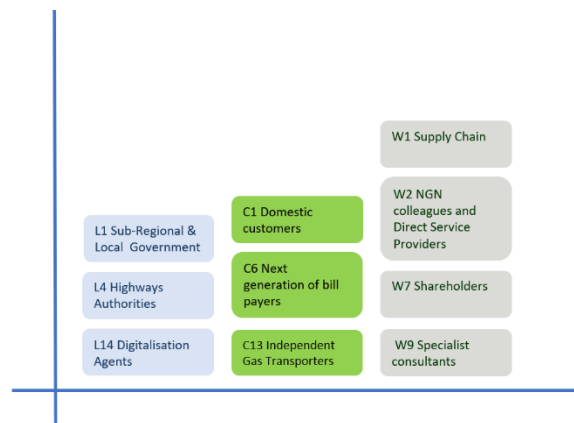 L1 Sub-Regional &
Local Government
L4 Highways
Authorities
L14 Digitalisation
Agents
C1 Domestic
customers
C6 Next
generation of bill
payers
C13 Independent
Gas Transporters
W1 Supply Chain
W2 NGN
colleagues and
Direct Service
Providers
W7 Shareholders
W9 Specialist
consultants